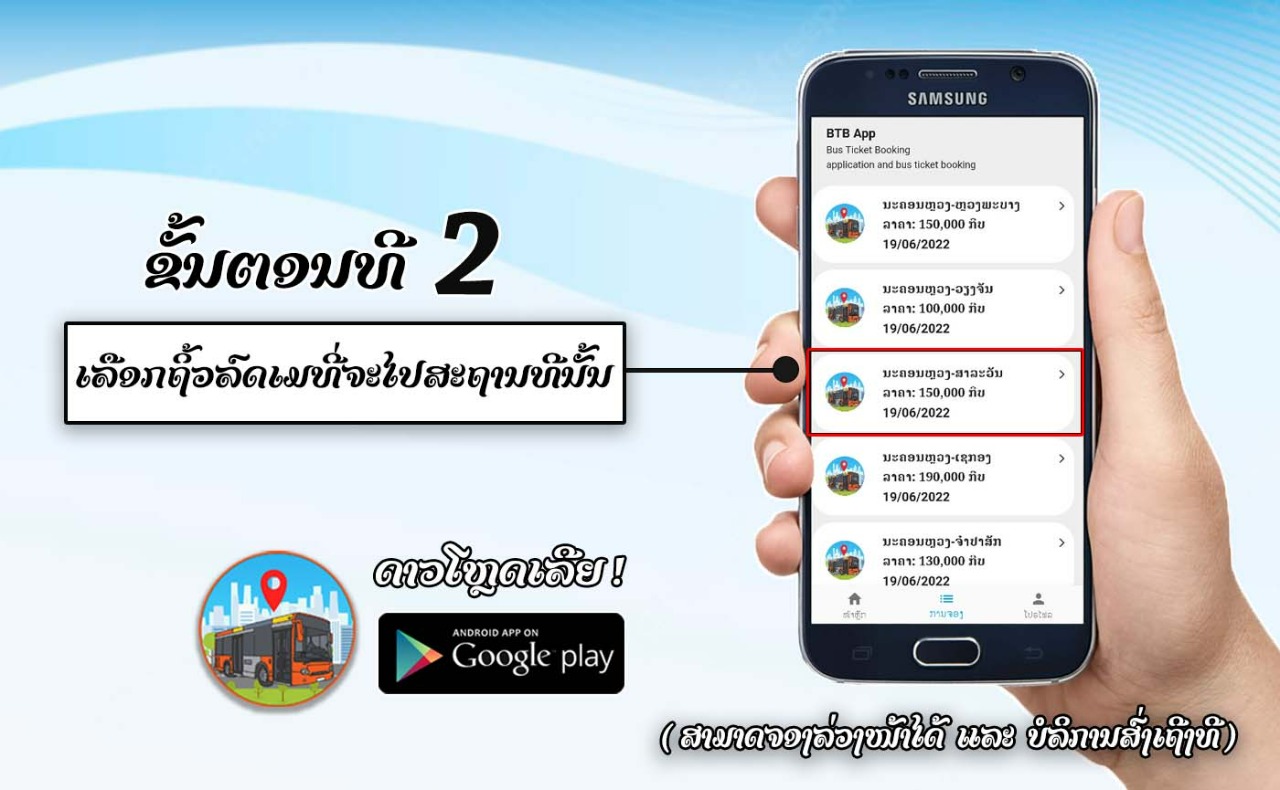 ຂັ້ນຕອນທີ 2
ເລືອກຖ້ຽວລົດເມທີ່ຈະໄປສະຖານທີ່ນັ້ນ
ດາວໂຫຼດເລີຍ !
ANDROID APP ON
Google play
SAMSUNG
BTB App
Bus Ticket Booking
application and bus ticket booking
ນະຄອນຫຼວງ-ຫຼວງພະບາງ
ລາຄາ: 150,000 ກີບ
19/06/2022
ນະຄອນຫຼວງ-ວຽງຈັນ
ລາຄາ: 100,000 ກີບ
19/06/2022
ນະຄອນຫຼວງ-ສາລະວັນ
ລາຄາ: 150,000 ກີບ
19/06/2022
ນະຄອນຫຼວງ-ເຊກອງ
ລາຄາ: 190,000 ກີບ
19/06/2022
ນະຄອນຫຼວງ-ຈຳປາສັກ
ລາຄາ: 130,000 ກີບ
19/06/2022
ໜ້າຫຼັກ
ການຈອງ
ໂປຣໄຟລ
( ສາມາດຈອງລ່ວງໜ້າໄດ້ ແລະ ບໍລິການສົ່ງເຖິງທີ່ )